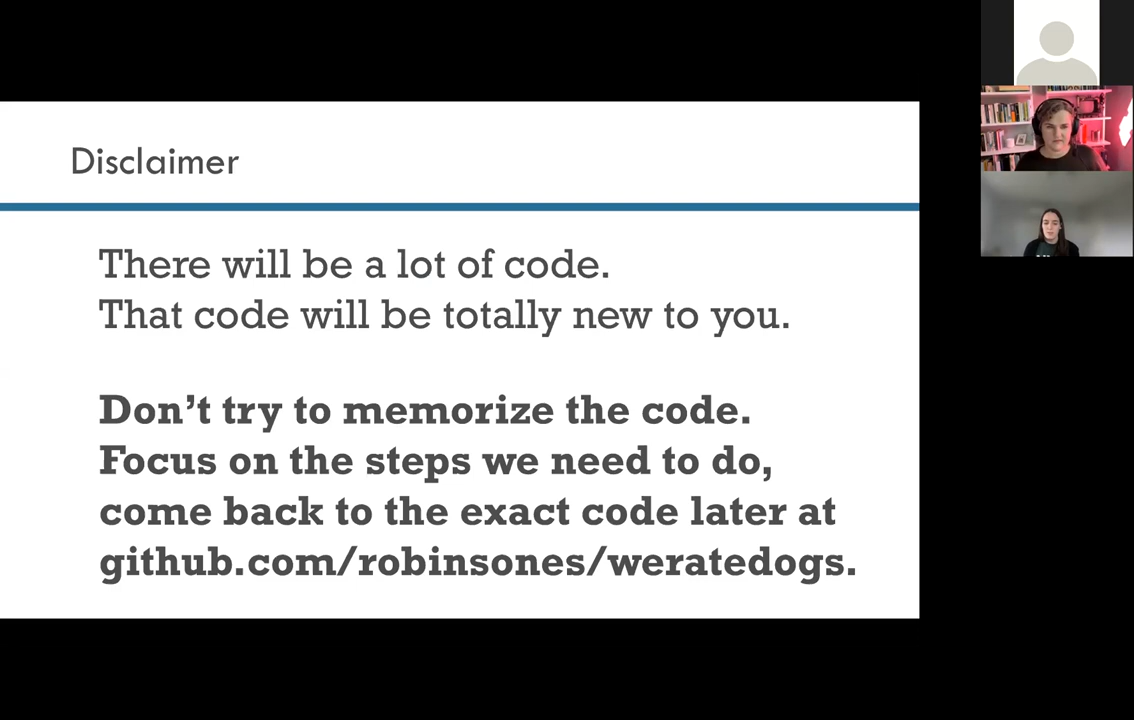 Disclaimer
There will be a lot of code.
That code will be totally new to you.
Don’t try to memorize the code.
Focus on the steps we need to do,
come back to the exact code later at
github.com/robinsones/weratedogs.